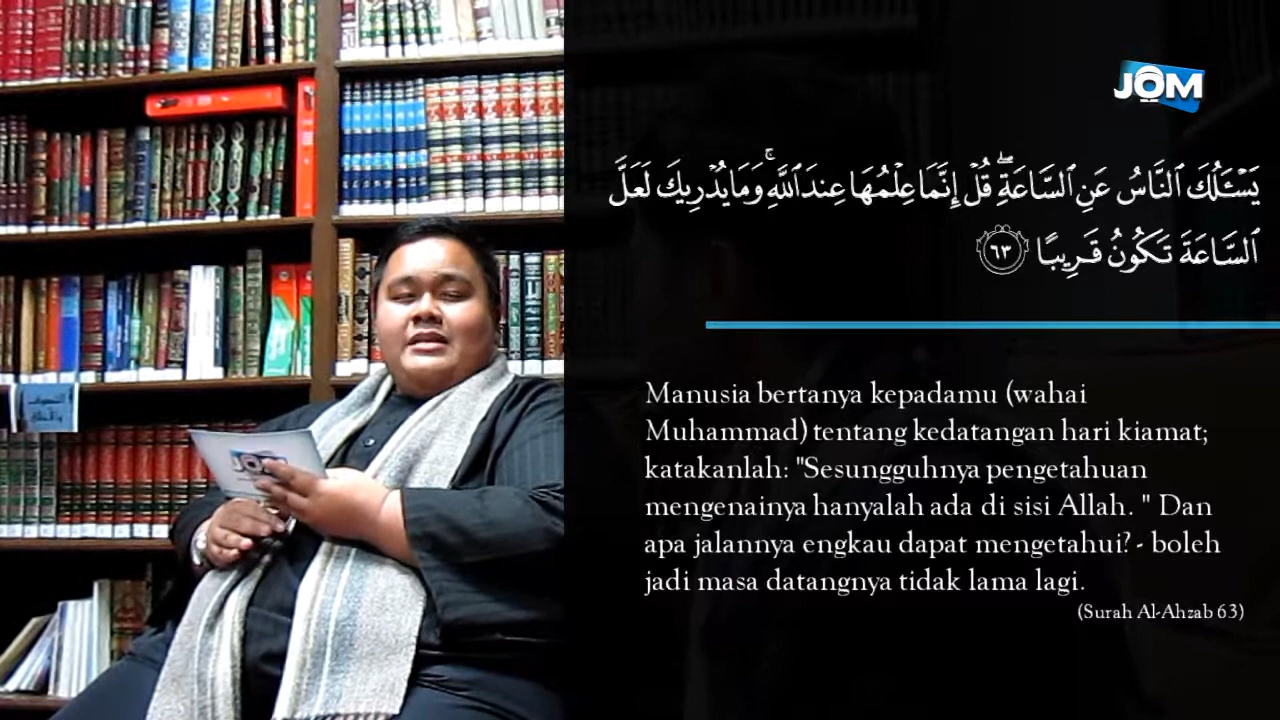 JOM
يَسْـَٔلُكَ ٱلنَّاسُ عَنِ ٱلسَّاعَةِ ۖ قُلْ إِنَّمَا عِلْمُهَا عِندَ ٱللَّهِ ۚ وَمَا يُدْرِيكَ لَعَلَّ
ٱلسَّاعَةَ تَكُونُ قَرِيبًا ٦٣
Manusia bertanya kepadamu (wahai
Muhammad) tentang kedatangan hari kiamat;
katakanlah: "Sesungguhnya pengetahuan
mengenainya hanyalah ada di sisi Allah. " Dan
apa jalannya engkau dapat mengetahui? - boleh
jadi masa datangnya tidak lama lagi.
(Surah Al-Ahzab 63)
التصوف
JOM